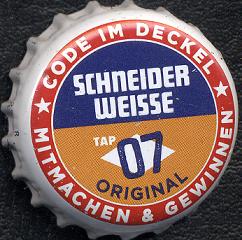 CODE IM DECKEL
SCHNEIDER
WEISSE
TAP
07
ORIGINAL
MITMACHEN & GEWINNEN